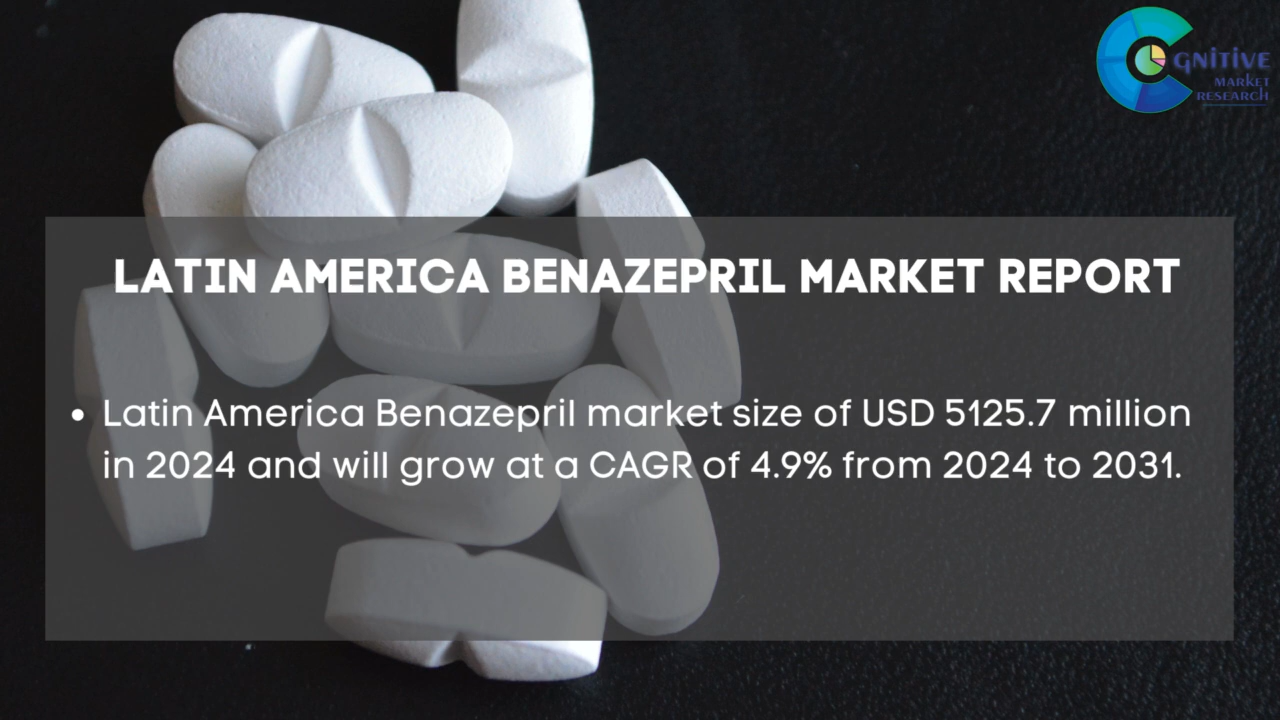 GNITIVE
MARKET
RESEARCH
LATIN AMERICA BENAZEPRIL MARKET REPORT
• Latin America Benazepril market size of USD 5125.7 million
in 2024 and will grow at a CAGR of 4.9% from 2024 to 2031.